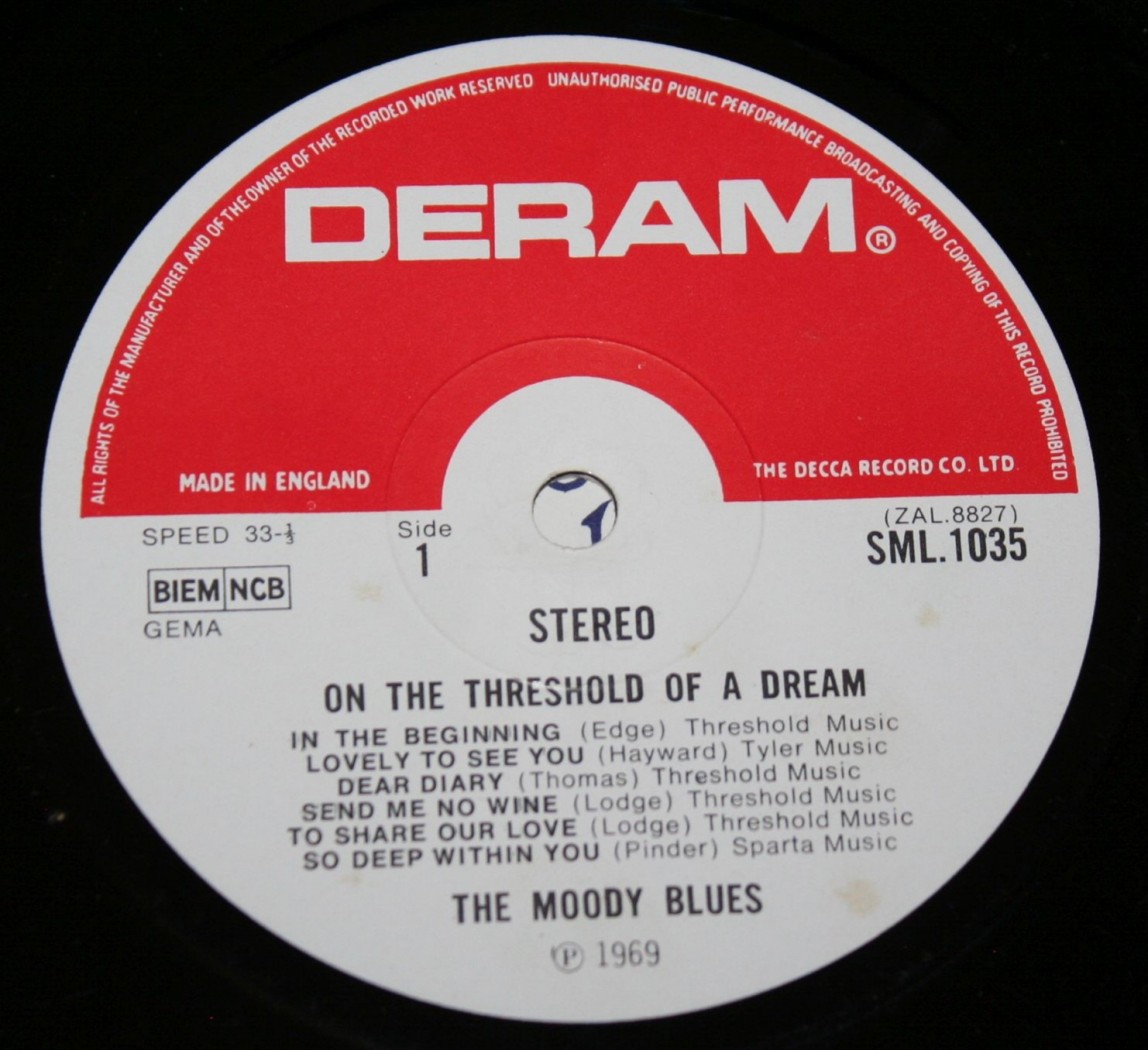 ALL RIGHTS OF THE MANUFACTURER AND OF THE OWNER OF THE RECORDED WORK RESERVED UNAUTHORISED PUBLIC PERFORMANCE BROADCASTING AND COPYING OF THIS RECORD PROHIBITED
DERAM®
MADE IN ENGLAND
THE DECCA RECORD CO. LTD.
SPEED 33-⅓
Side
1
(ZAL.8827)
SML.1035
BIEM NCB
GEMA
STEREO
ON THE THRESHOLD OF A DREAM
IN THE BEGINNING (Edge) Threshold Music
LOVELY TO SEE YOU (Hayward) Tyler Music
DEAR DIARY (Thomas) Threshold Music
SEND ME NO WINE (Lodge) Threshold Music
TO SHARE OUR LOVE (Lodge) Threshold Music
SO DEEP WITHIN YOU (Pinder) Sparta Music
THE MOODY BLUES
℗ 1969